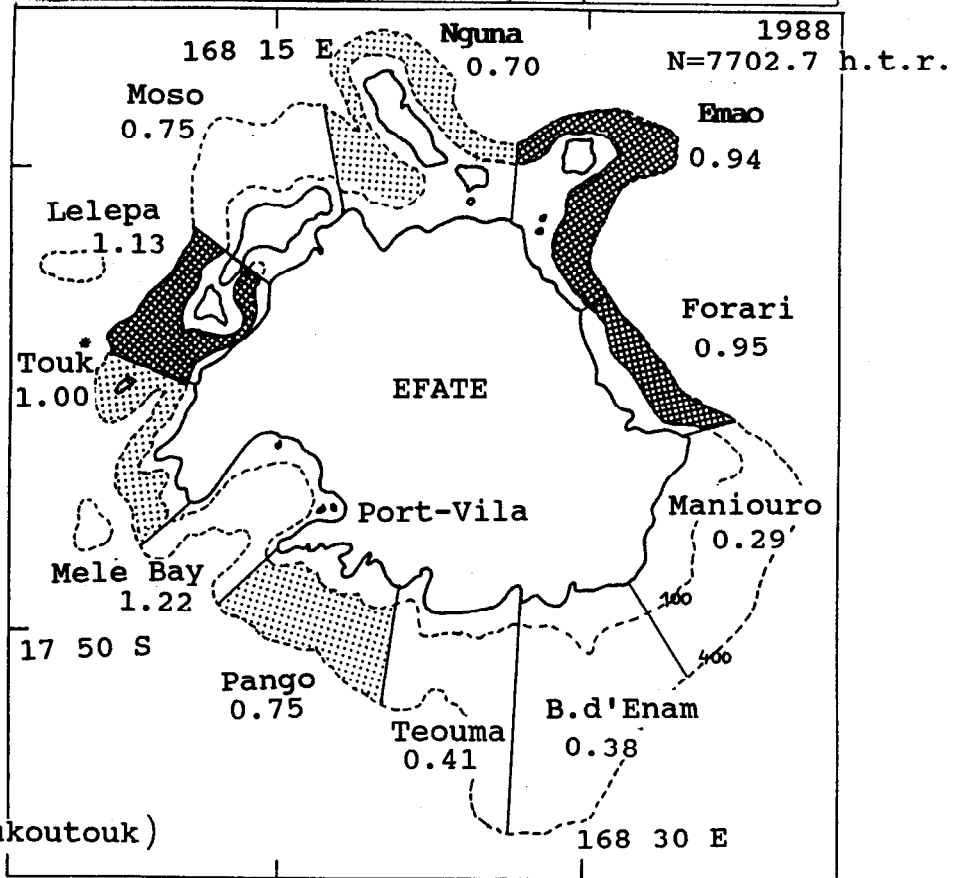 1988
168 15 E
Nguna
0.70
N=7702.7 h.t.r.
Moso
0.75
Emao
0.94
Lelepa
1.13
Forari
0.95
Touk*
1.00
EFATE
Port-Vila
Maniouro
0.29
Mele Bay
1.22
100
17 50 S
400
Pango
0.75
B.d'Enam
0.38
Teouma
0.41
koutouk)
168 30 E